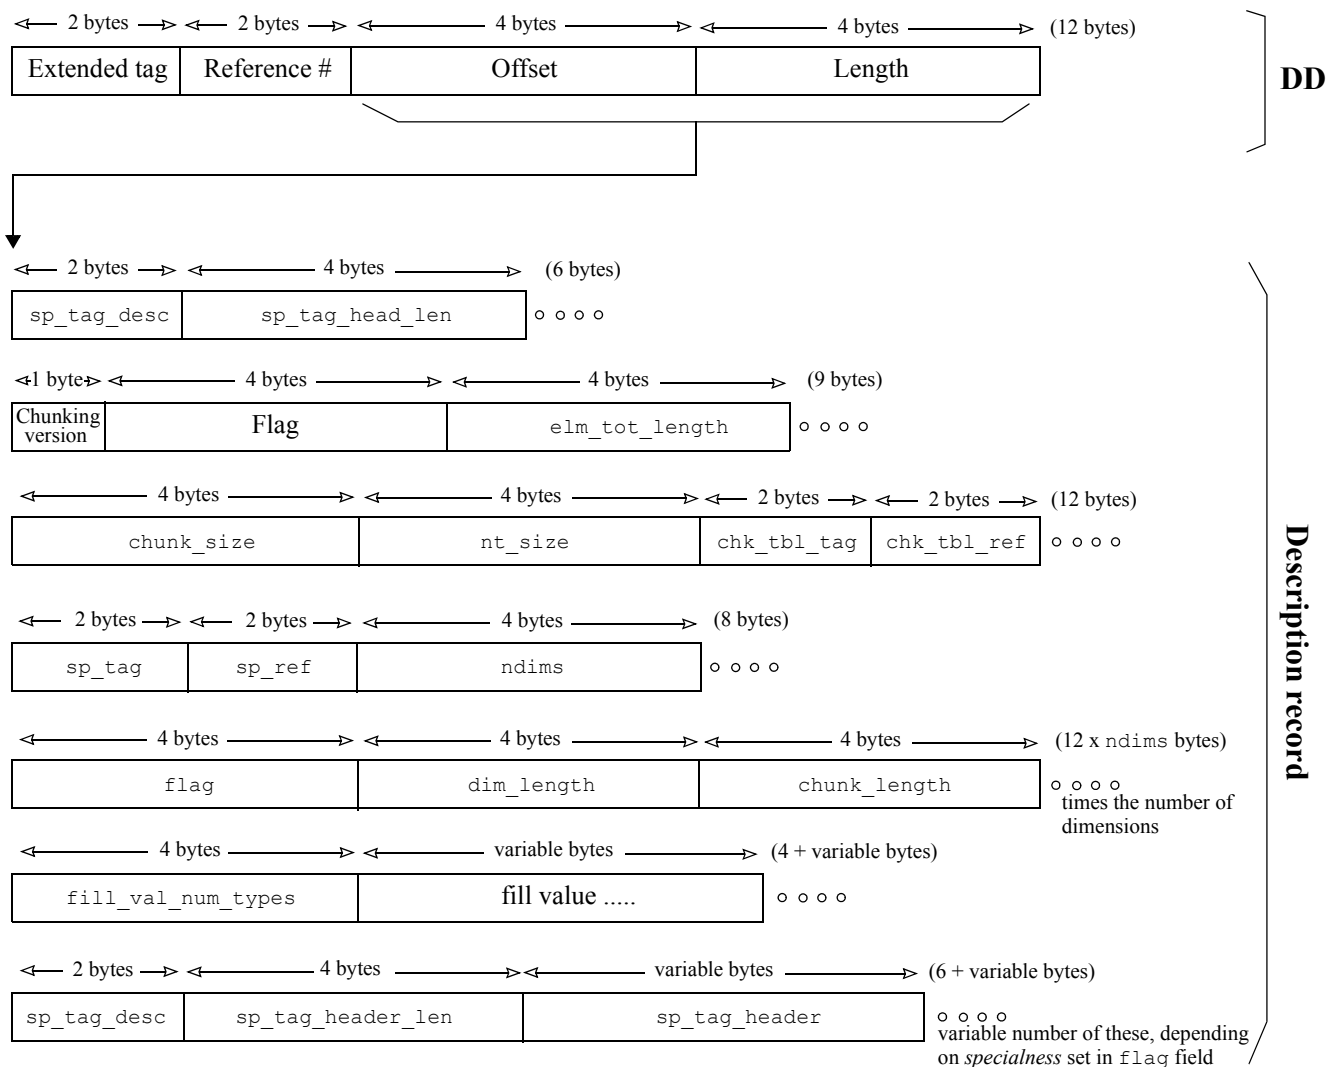 2 bytes 2 bytes 4 bytes 4 bytes (12 bytes)
Extended tag Reference # Offset Length
DD
2 bytes 4 bytes (6 bytes)
sp_tag_desc sp_tag_head_len
1 byte 4 bytes 4 bytes (9 bytes)
Chunking
version Flag elm_tot_length
4 bytes 4 bytes 2 bytes 2 bytes (12 bytes)
chunk_size nt_size chk_tbl_tag chk_tbl_ref
2 bytes 2 bytes 4 bytes (8 bytes)
sp_tag sp_ref ndims
4 bytes 4 bytes 4 bytes (12 x ndims bytes)
flag dim_length chunk_length
times the number of
dimensions
4 bytes variable bytes (4 + variable bytes)
fill_val_num_types fill value .....
2 bytes 4 bytes variable bytes (6 + variable bytes)
sp_tag_desc sp_tag_header_len sp_tag_header
variable number of these, depending
on specialness set in flag field
Description record